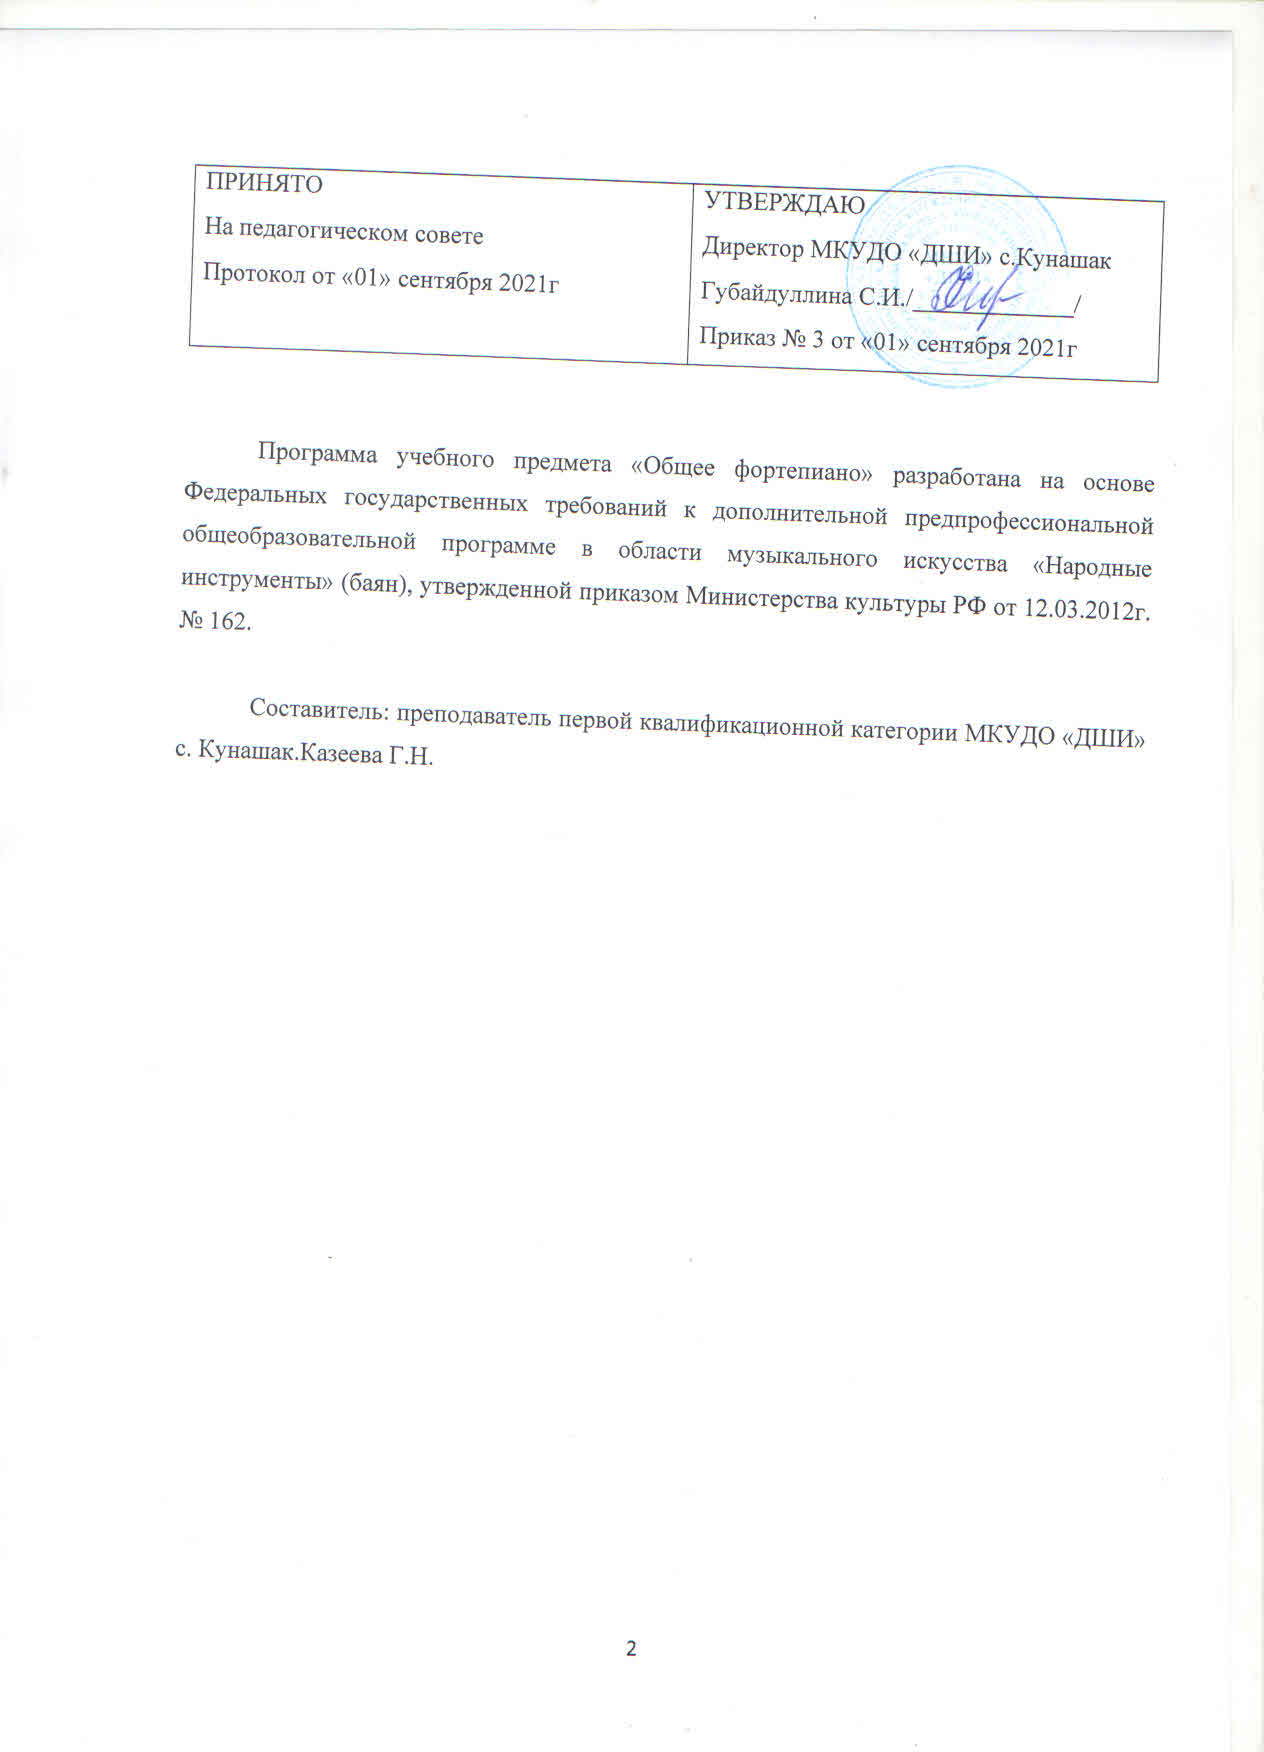 ПРИНЯТО
На педагогическом совете
Протокол от «01» сентября 2021г
УТВЕРЖДАЮ
Директор МКУДО «ДШИ» с.Кунашак
Губайдуллина С.И./____________/
Приказ № 3 от «01» сентября 2021г
Программа учебного предмета «Общее фортепиано» разработана на основе
Федеральных государственных требований к дополнительной предпрофессиональной
общеобразовательной программе в области музыкального искусства «Народные
инструменты» (баян), утвержденной приказом Министерства культуры РФ от 12.03.2012г.
№ 162.
Составитель: преподаватель первой квалификационной категории МКУДО «ДШИ»
с. Кунашак.Казеева Г.Н.
2